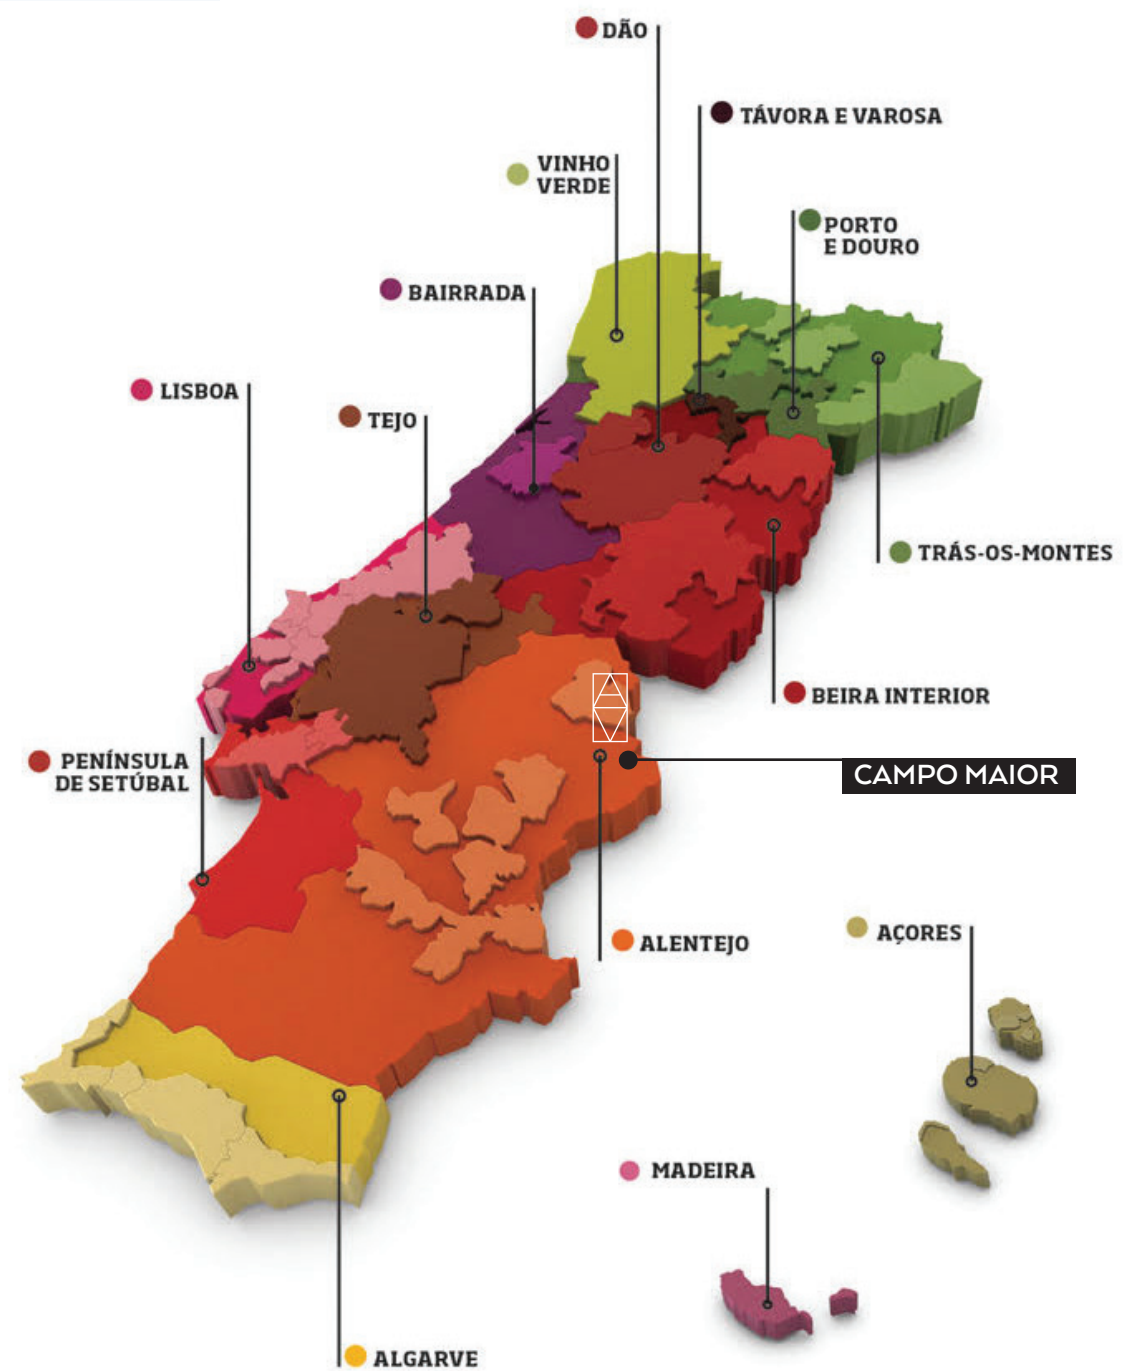 DÃO
TÁVORA E VAROSA
VINHO
VERDE
PORTO
E DOURO
BAIRRADA
LISBOA
TEJO
TRÁS-OS-MONTES
BEIRA INTERIOR
PENÍNSULA
DE SETÚBAL
CAMPO MAIOR
ALENTEJO
AÇORES
MADEIRA
ALGARVE